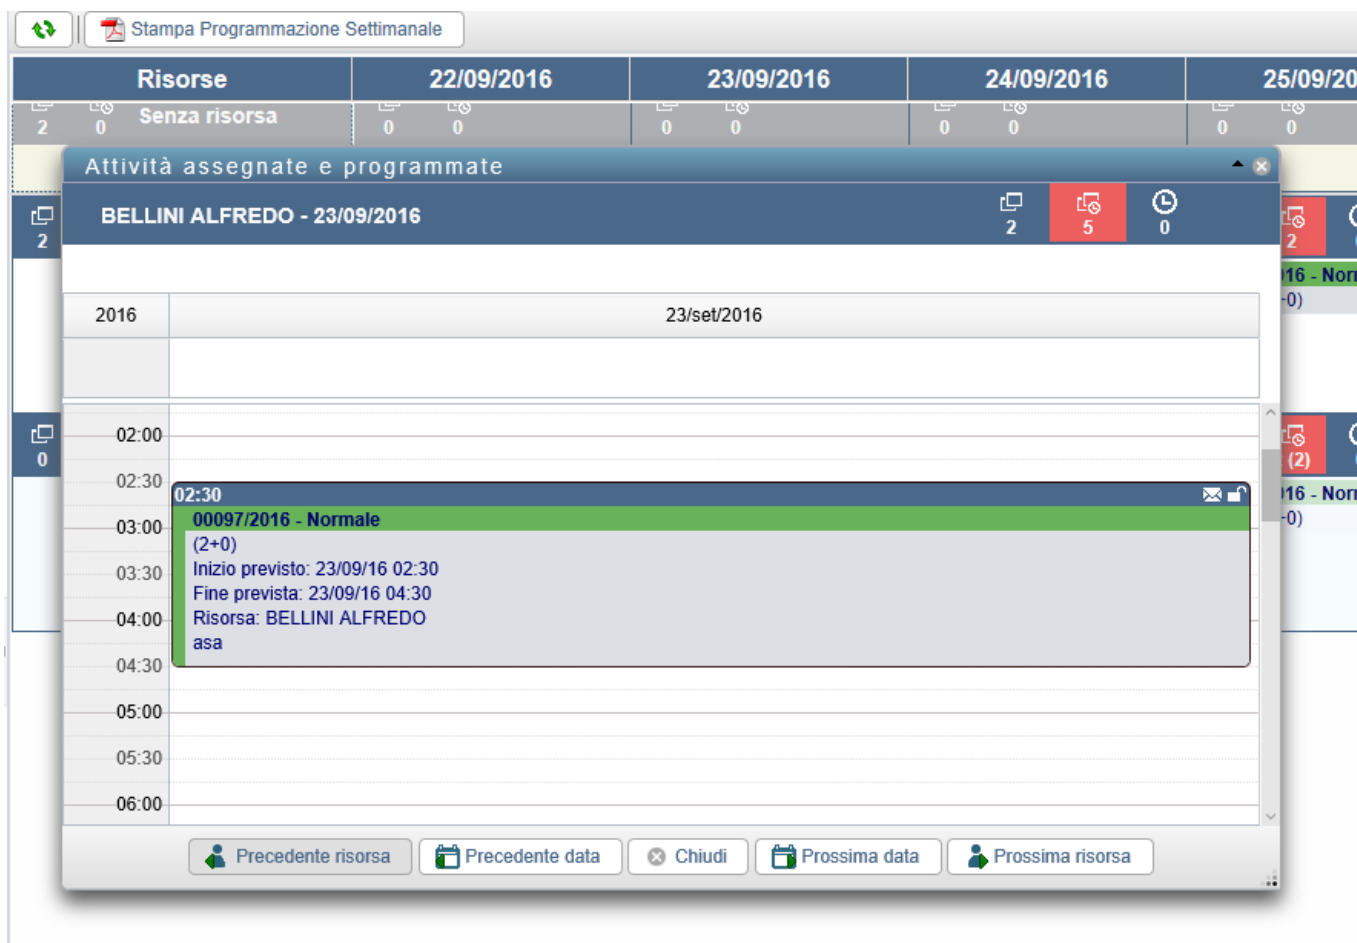 Stampa Programmazione Settimanale
Risorse 22/09/2016 23/09/2016 24/09/2016 25/09/20
2 0 Senza risorsa 0 0 0 0 0 0 0 0
Attività assegnate e programmate
BELLINI ALFREDO - 23/09/2016 2 5 0
2 2
16 - Nor
+0)
2016 23/set/2016
0 (2)
16 - Nor
+0)
02:00
02:30
02:30
00097/2016 - Normale
03:00
(2+0)
Inizio previsto: 23/09/16 02:30
03:30
Fine prevista: 23/09/16 04:30
04:00
Risorsa: BELLINI ALFREDO
asa
04:30
05:00
05:30
06:00
Precedente risorsa Precedente data Chiudi Prossima data Prossima risorsa